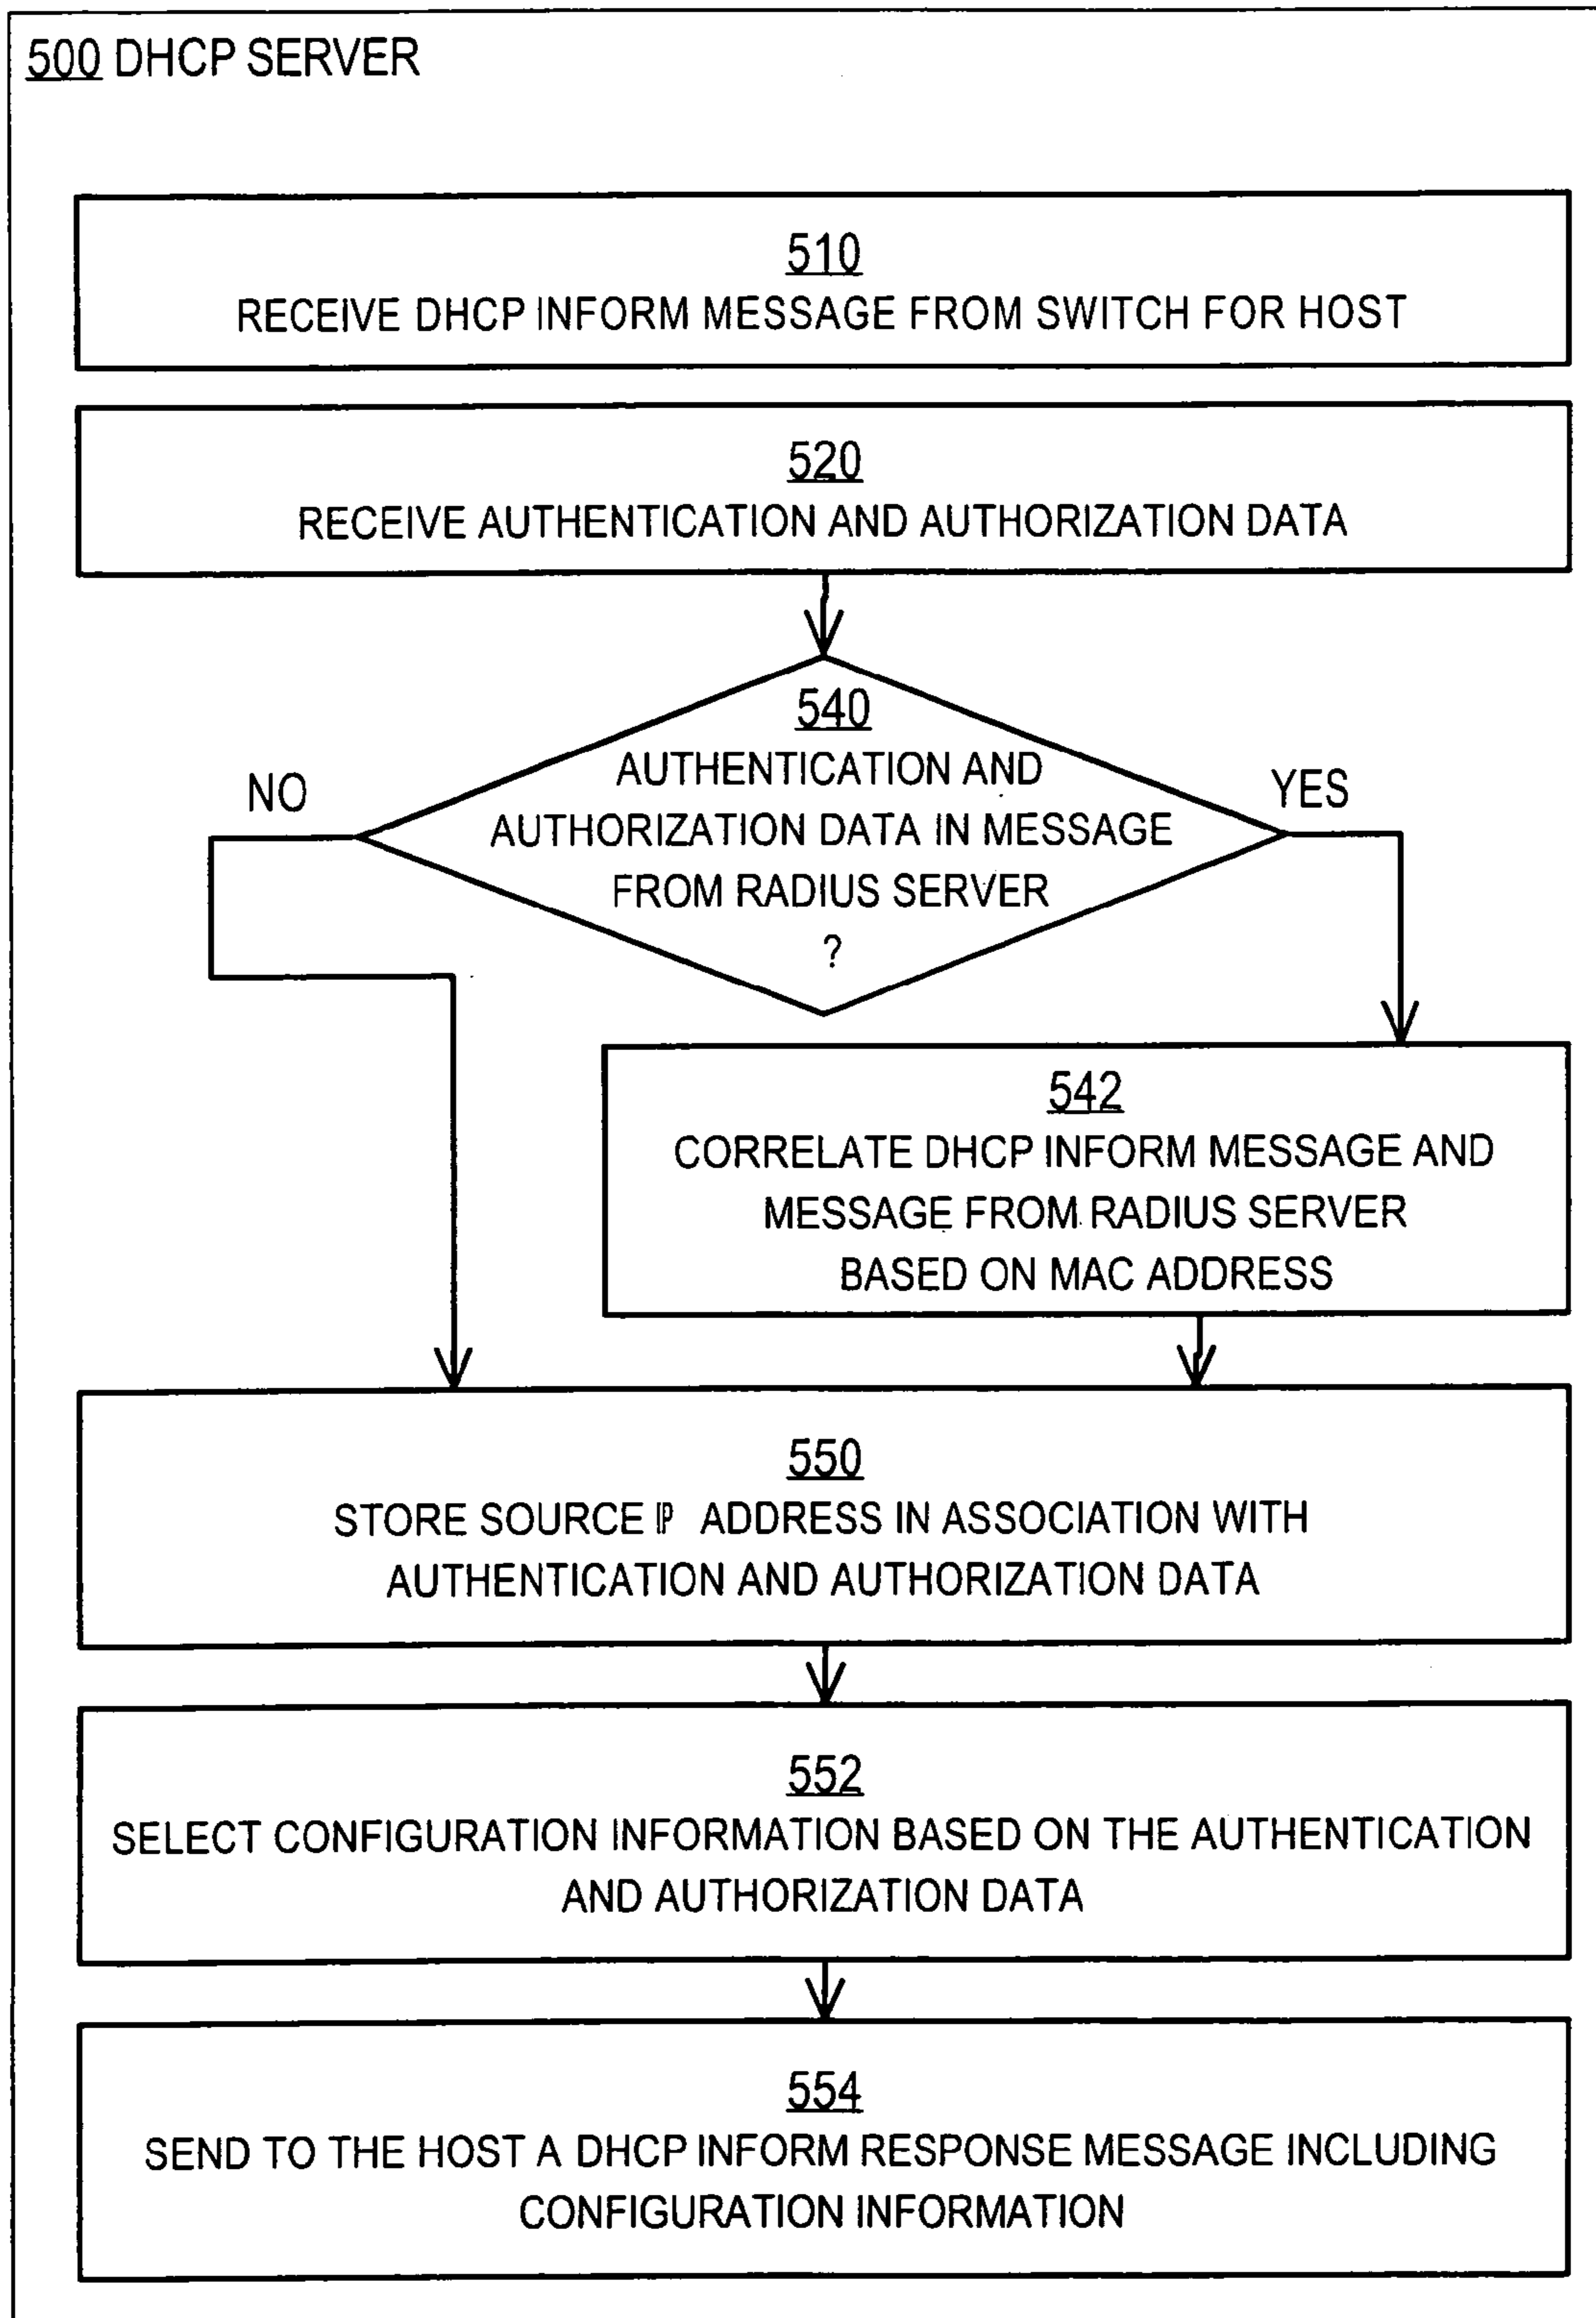 500 DHCP SERVER
510
RECEIVE DHCP INFORM MESSAGE FROM SWITCH FOR HOST
520
RECEIVE AUTHENTICATION AND AUTHORIZATION DATA
540
AUTHENTICATION AND
AUTHORIZATION DATA IN MESSAGE
FROM RADIUS SERVER
?
NO
YES
542
CORRELATE DHCP INFORM MESSAGE AND
MESSAGE FROM RADIUS SERVER
BASED ON MAC ADDRESS
550
STORE SOURCE IP ADDRESS IN ASSOCIATION WITH
AUTHENTICATION AND AUTHORIZATION DATA
552
SELECT CONFIGURATION INFORMATION BASED ON THE AUTHENTICATION
AND AUTHORIZATION DATA
554
SEND TO THE HOST A DHCP INFORM RESPONSE MESSAGE INCLUDING
CONFIGURATION INFORMATION